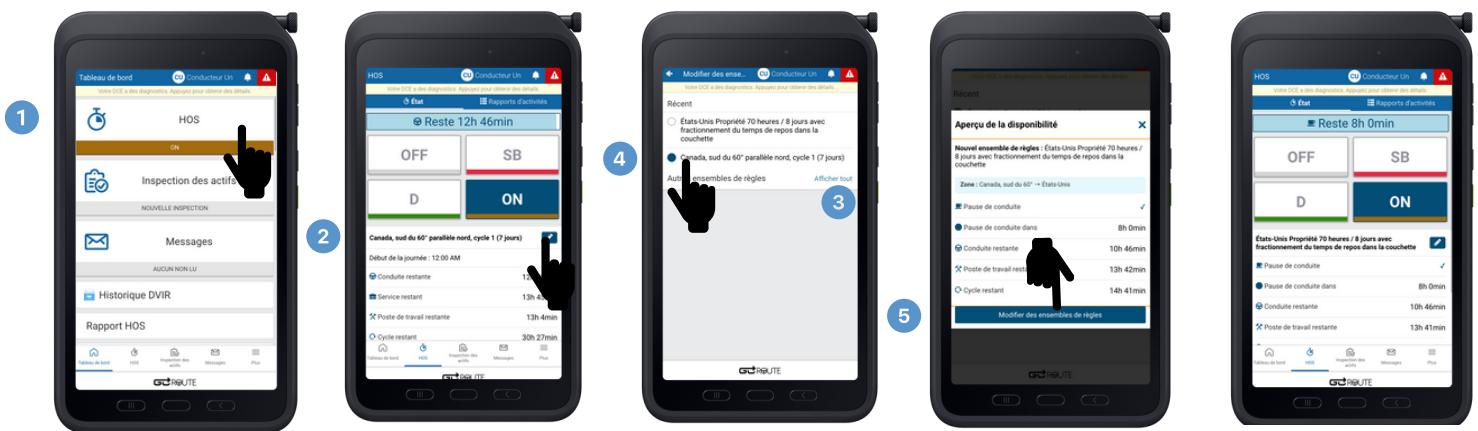 1
Tableau de bord
CU Conducteur Un
Votre DCE a des diagnostics. Appuyez pour obtenir des détails.
HOS
ON
Inspection des actifs
NOUVELLE INSPECTION
Messages
AUCUN NON LU
Historique DVIR
Rapport HOS
Tableau de bord
HOS
Inspection des
actifs
Messages
Plus
ROUTE
2
HOS
CU Conducteur Un
Votre DCE a des diagnostics. Appuyez pour obtenir des détails.
État
Rapports d'activités
Reste 12h 46min
OFF
SB
D
ON
Canada, sud du 60° parallèle nord, cycle 1 (7 jours)
Début de la journée : 12:00 AM
Conduite restante
Service restant
Poste de travail restante
13h 4min
Cycle restant
30h 27min
Tableau de bord
HOS
Inspection des
actifs
Messages
Plus
ROUTE
4
3
Modifier des ense...
CU Conducteur Un
Votre DCE a des diagnostics. Appuyez pour obtenir des détails.
Récent
États-Unis Propriété 70 heures / 8 jours avec
fractionnement du temps de repos dans la
couchette
Canada, sud du 60° parallèle nord, cycle 1 (7 jours)
Autres ensembles de règles
Afficher tout
ROUTE
5
Récent
Aperçu de la disponibilité
Nouvel ensemble de règles : États-Unis Propriété 70 heures /
8 jours avec fractionnement du temps de repos dans la
couchette
Zone : Canada, sud du 60° → États-Unis
Pause de conduite ✓
Pause de conduite dans
8h 0min
Conduite restante
10h 46min
Poste de travail
13h 42min
Cycle restant
14h 41min
Modifier des ensembles de règles
ROUTE
HOS
CU Conducteur Un
Votre DCE a des diagnostics. Appuyez pour obtenir des détails.
État
Rapports d'activités
Reste 8h 0min
OFF
SB
D
ON
États-Unis Propriété 70 heures / 8 jours avec
fractionnement du temps de repos dans la couchette
Pause de conduite ✓
Pause de conduite dans
8h 0min
Conduite restante
10h 46min
Poste de travail restante
13h 41min
Tableau de bord
HOS
Inspection des
actifs
Messages
Plus
ROUTE